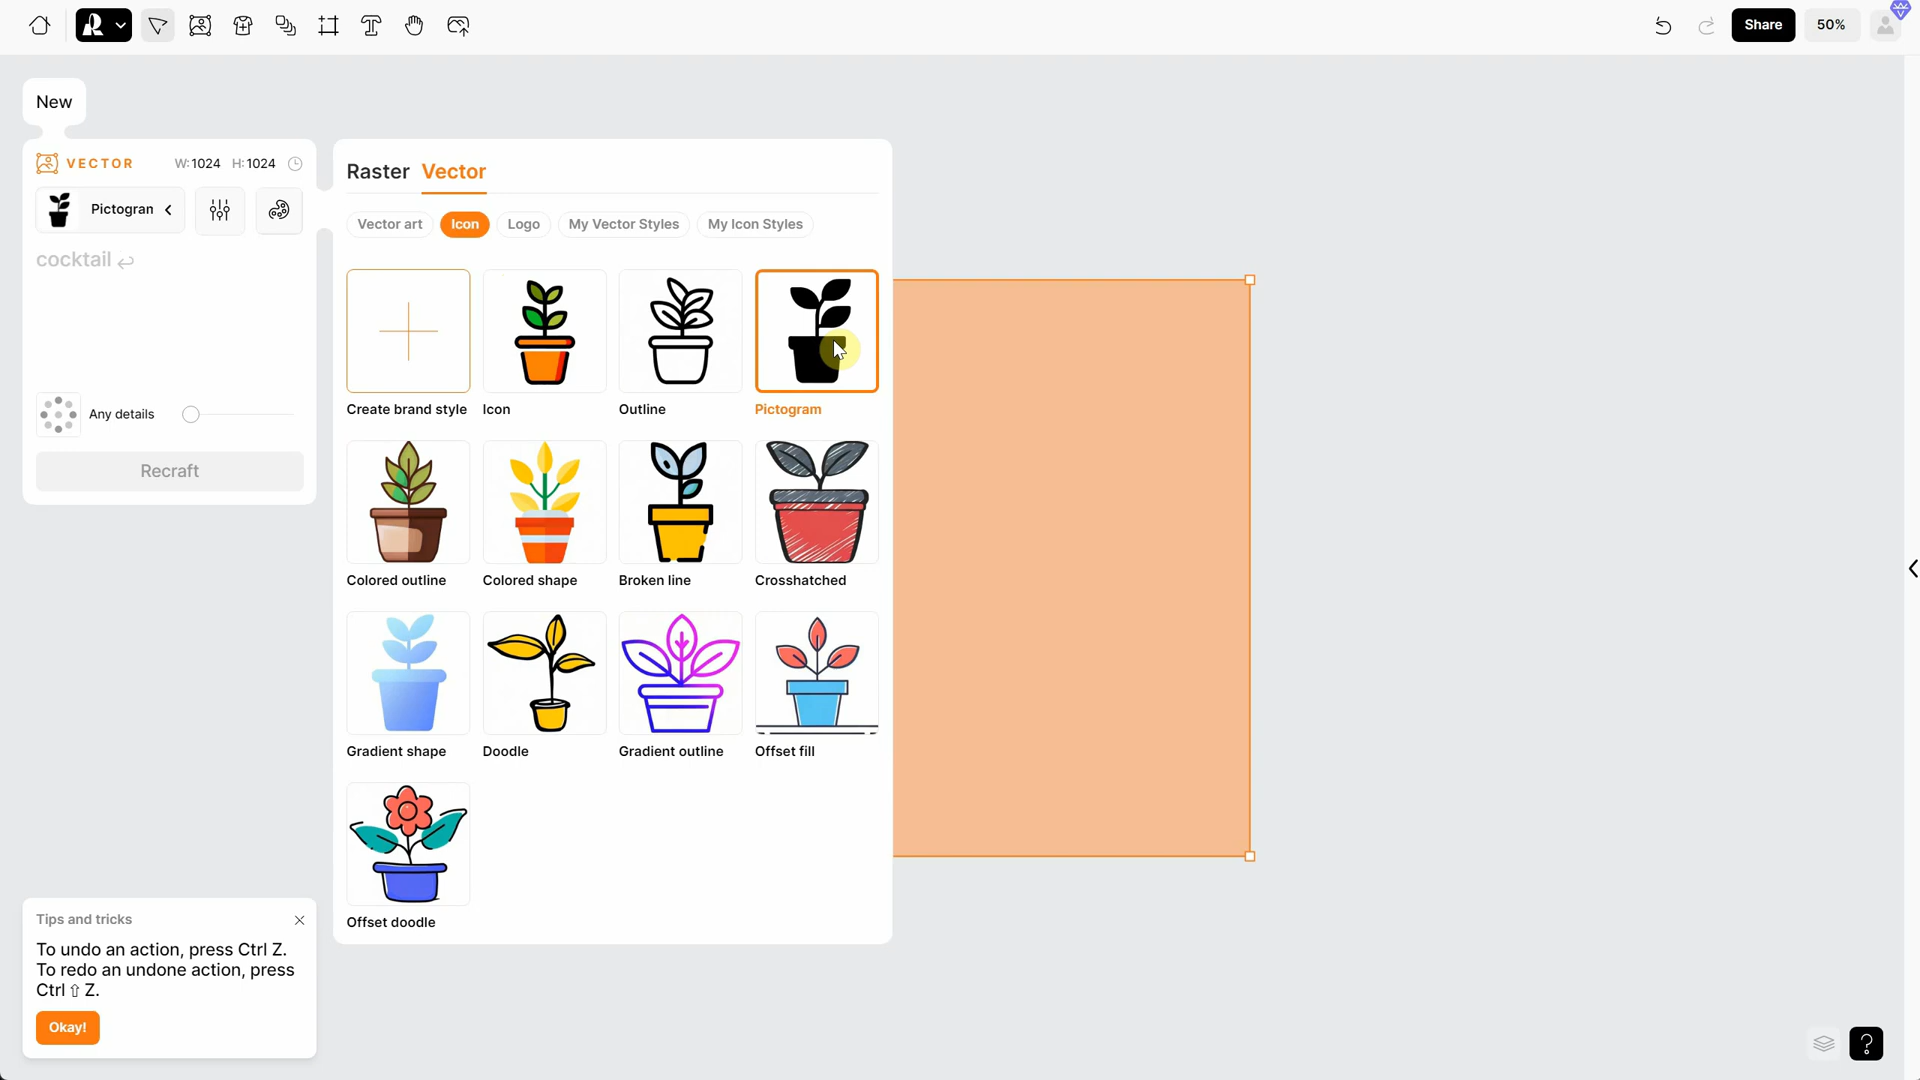 Share
50%
New
VECTOR W:1024 H:1024
Pictogran
cocktail
Any details
Recraft
Raster Vector
Vector art Icon Logo My Vector Styles My Icon Styles
Create brand style Icon Outline Pictogram
Colored outline Colored shape Broken line Crosshatched
Gradient shape Doodle Gradient outline Offset fill
Offset doodle
Tips and tricks
To undo an action, press Ctrl Z.
To redo an undone action, press
Ctrl ⇧ Z.
Okay!
?